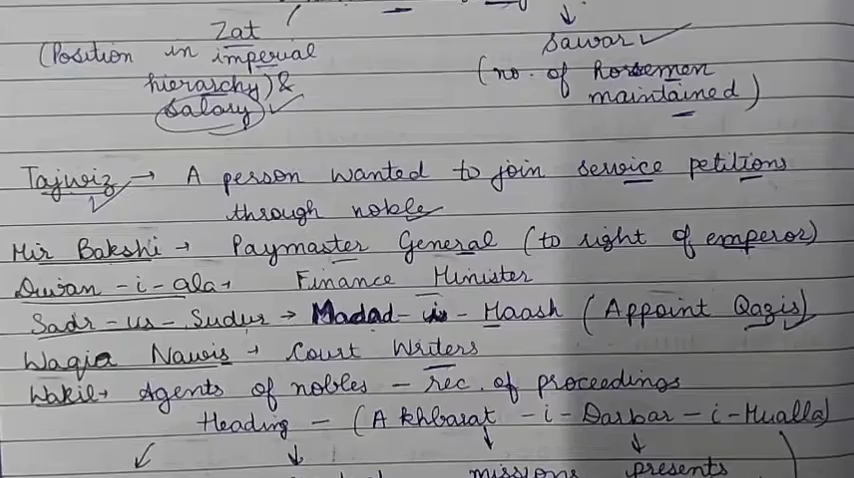 Zat
Sawar
(Position in imperial
hierarchy) &
salary
(no. of horsemen
maintained)
Tajwiz → A person wanted to join service petitions
through noble
Mir Bakshi → Paymaster General (to right of emperor)
Diwan-i-ala → Finance Minister
Sadr-us-Sudur → Madad-i-Maash (Appoint Qazis)
Waqia Nawis → Court Writers
Wakil → Agents of nobles - rec. of proceedings
Heading - (Akhbarat-i-Darbar-i-Mualla)
missions presents